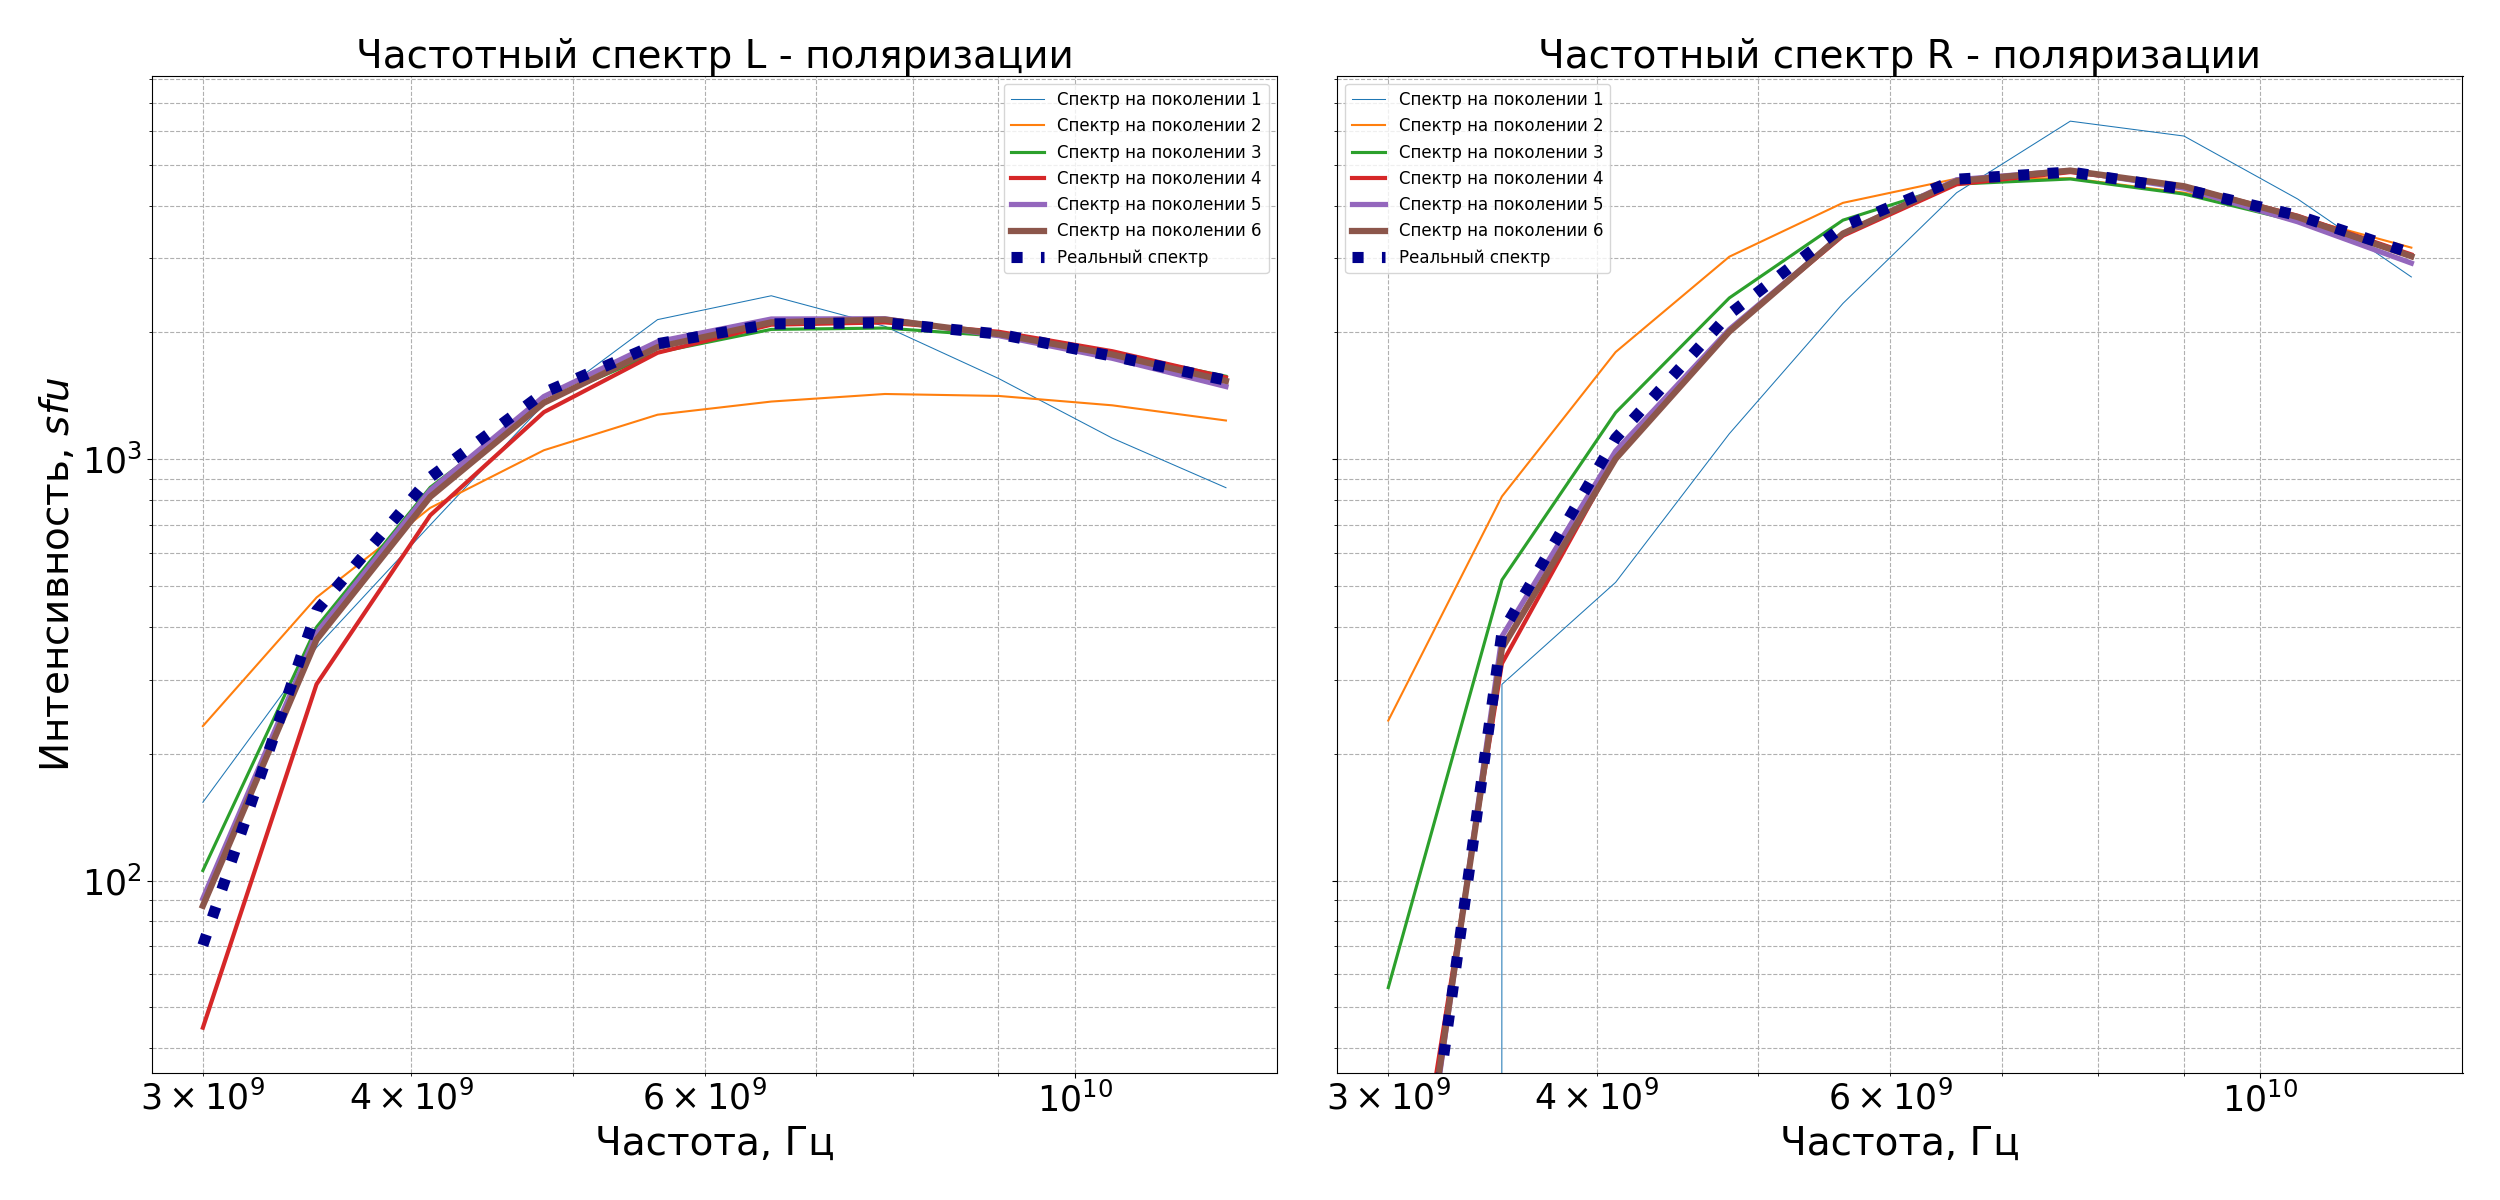 Частотный спектр L - поляризации
Спектр на поколении 1
Спектр на поколении 2
Спектр на поколении 3
Спектр на поколении 4
Спектр на поколении 5
Спектр на поколении 6
Реальный спектр
Интенсивность, sfu
10³
10²
3 × 10⁹
4 × 10⁹
6 × 10⁹
10¹⁰
Частота, Гц
Частотный спектр R - поляризации
Спектр на поколении 1
Спектр на поколении 2
Спектр на поколении 3
Спектр на поколении 4
Спектр на поколении 5
Спектр на поколении 6
Реальный спектр
3 × 10⁹
4 × 10⁹
6 × 10⁹
10¹⁰
Частота, Гц